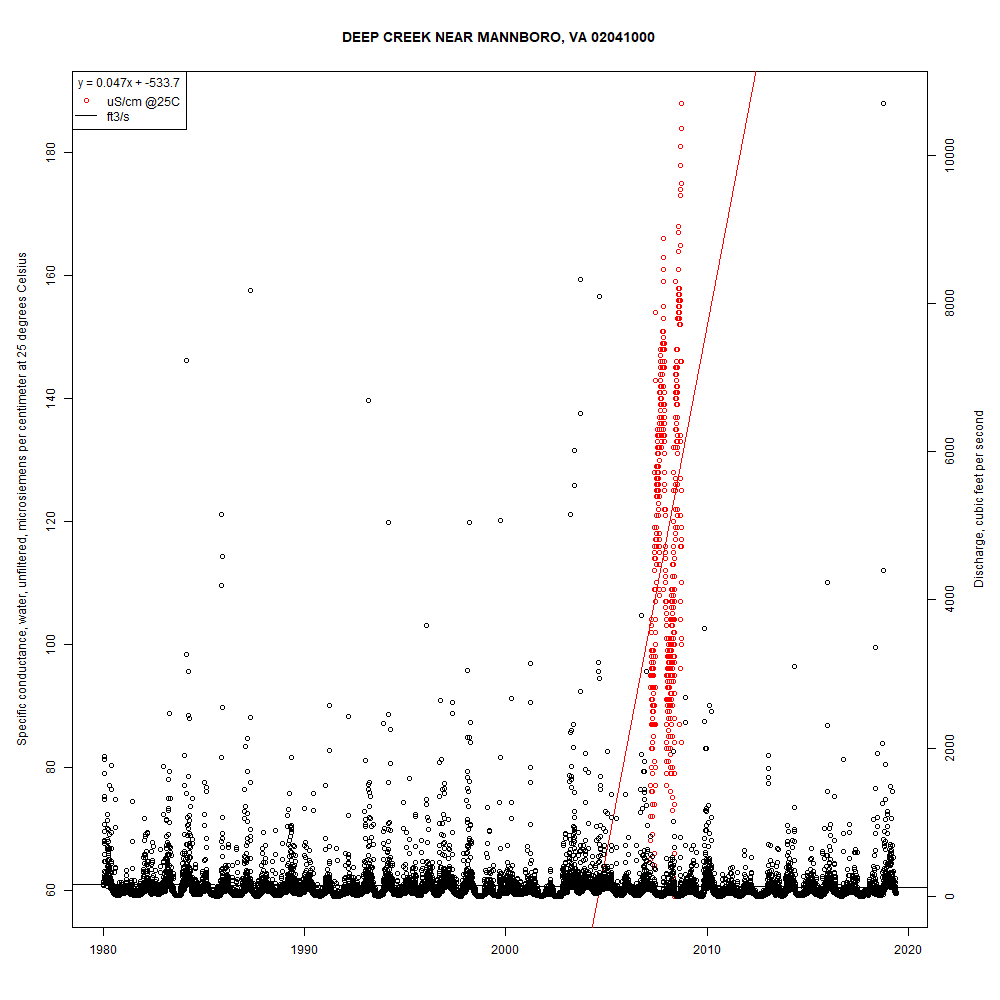 DEEP CREEK NEAR MANNBORO, VA 02041000
y = 0.047x + -533.7
uS/cm @25C
ft3/s
Specific conductance, water, unfiltered, microsiemens per centimeter at 25 degrees Celsius
180
160
140
120
100
80
60
10000
8000
6000
4000
2000
0
Discharge, cubic feet per second
1980 1990 2000 2010 2020